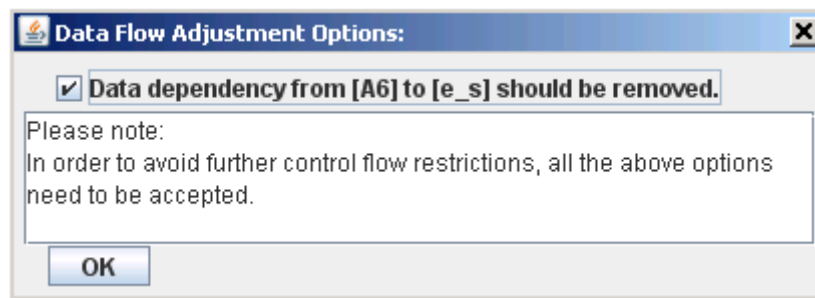 Data Flow Adjustment Options:
Data dependency from [A6] to [e_s] should be removed.
Please note:
In order to avoid further control flow restrictions, all the above options
need to be accepted.
OK